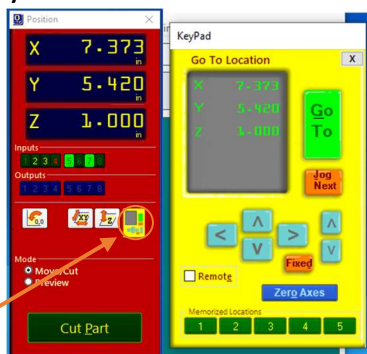 Position
X 7.373
in
Y 5.420
in
Z 1.000
in
Inputs
1 2 3 4 5 6 7 8
Outputs
1 2 3 4 5 6 7 8
0,0
XY
Z
Mode
Move/Cut
Preview
Cut Part
KeyPad
Go To Location
X
X 7.373
Y 5.420
Z 1.000
Go
To
Jog
Next
Fixed
Remote
Zero Axes
Memorized Locations
1 2 3 4 5